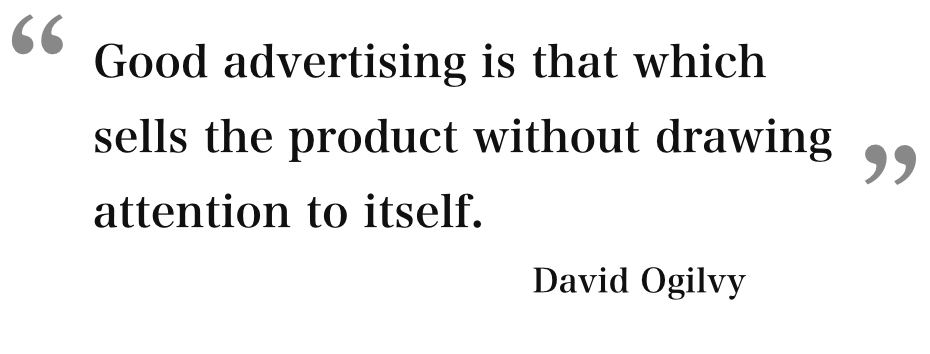 “ Good advertising is that which
sells the product without drawing
attention to itself. ”
David Ogilvy